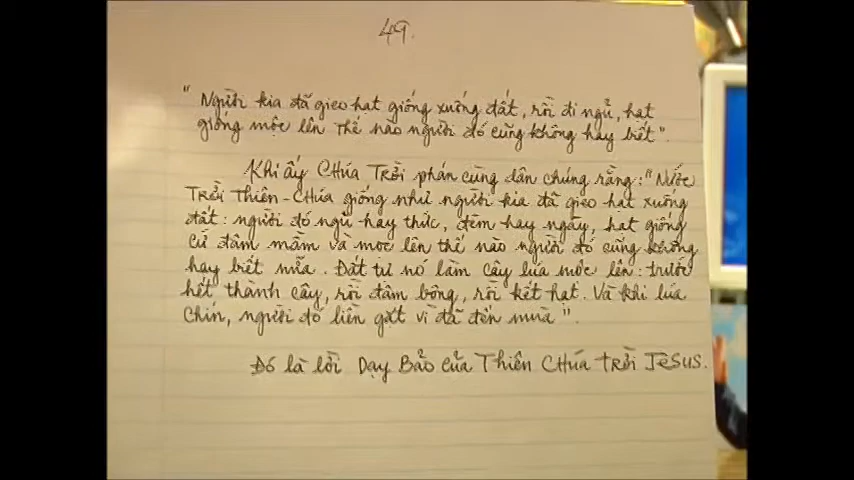 49.
"Người kia đã gieo hạt giống xuống đất, rồi đi ngủ, hạt
giống mọc lên thế nào người đó cũng không hay biết".
Khi ấy CHÚA TRỜI phán cùng dân chúng rằng: "Nước
TRỜI Thiên-CHÚA giống như người kia đã gieo hạt xuống
đất: người đó ngủ hay thức, đêm hay ngày, hạt giống
cứ đâm mầm và mọc lên thế nào người đó cũng không
hay biết nữa. Đất tự nó làm cây lúa mọc lên: trước
hết thành cây, rồi đâm bông, rồi kết hạt. Và khi lúa
chín, người đó liền gặt vì đã đến mùa".
Đó là lời Dạy Bảo của Thiên CHÚA TRỜI JESUS.